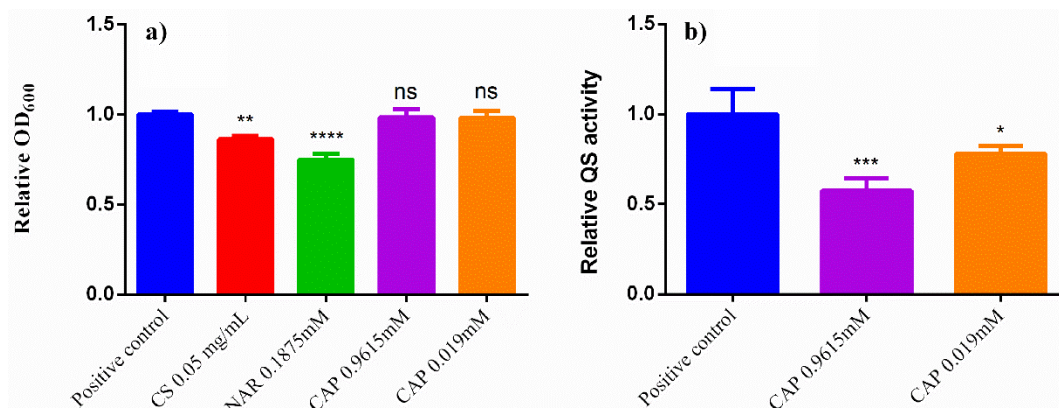 a)
Relative OD600
1.5
1.0
0.5
0.0
**
****
ns
ns
Positive control
CS 0.05 mg/mL
NAR 0.1875mM
CAP 0.9615mM
CAP 0.019mM
b)
Relative QS activity
1.5
1.0
0.5
0.0
***
*
Positive control
CAP 0.9615mM
CAP 0.019mM